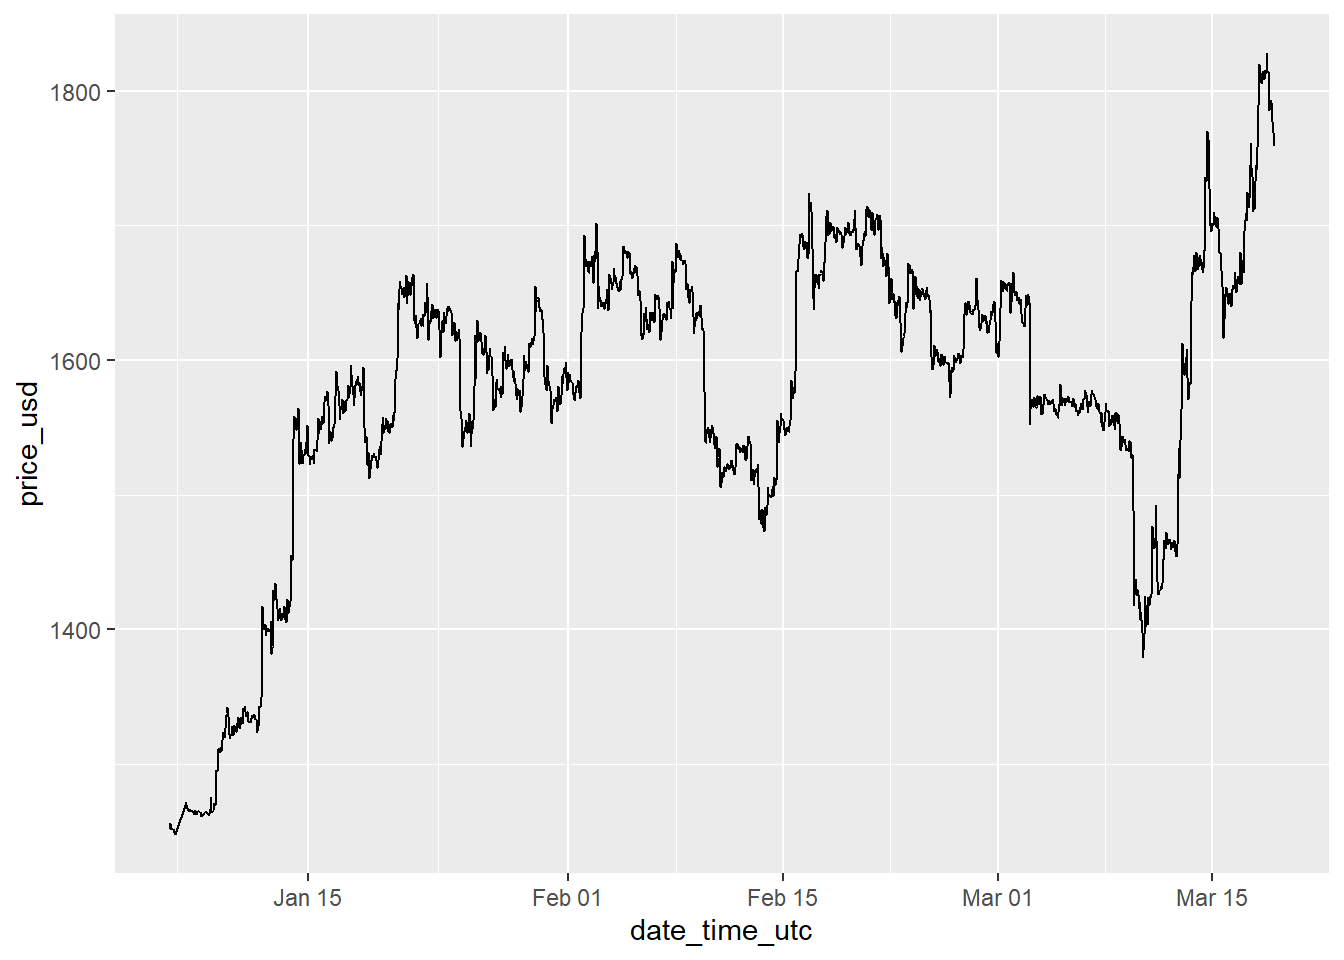 1800
1600
1400
price_usd
Jan 15
Feb 01
Feb 15
Mar 01
Mar 15
date_time_utc